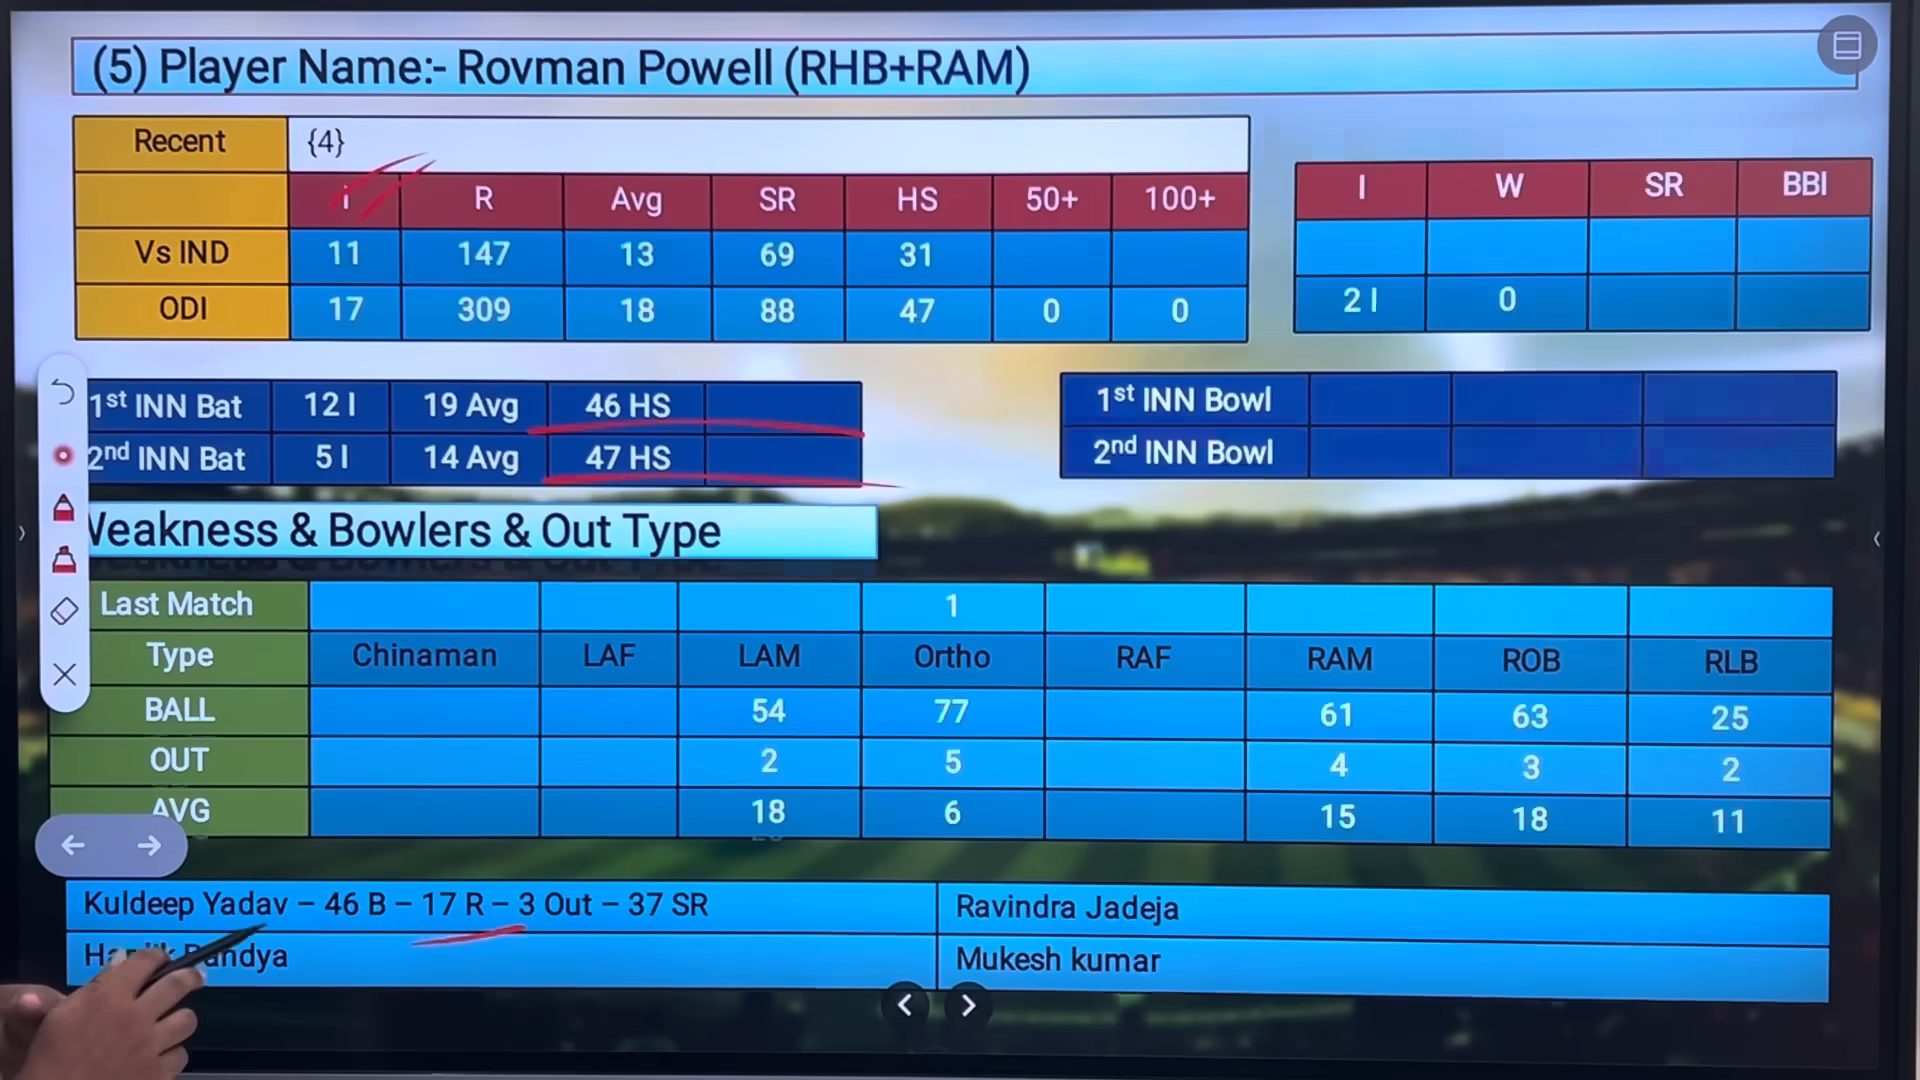 (5) Player Name:- Rovman Powell (RHB+RAM)
Recent {4}
I R Avg SR HS 50+ 100+
Vs IND 11 147 13 69 31
ODI 17 309 18 88 47 0 0
I W SR BBI
2 I 0
1st INN Bat 12 I 19 Avg 46 HS
2nd INN Bat 5 I 14 Avg 47 HS
1st INN Bowl
2nd INN Bowl
Weakness & Bowlers & Out Type
Last Match 1
Type Chinaman LAF LAM Ortho RAF RAM ROB RLB
BALL 54 77 61 63 25
OUT 2 5 4 3 2
AVG 18 6 15 18 11
Kuldeep Yadav – 46 B – 17 R – 3 Out – 37 SR
Ravindra Jadeja
Hardik Pandya
Mukesh kumar